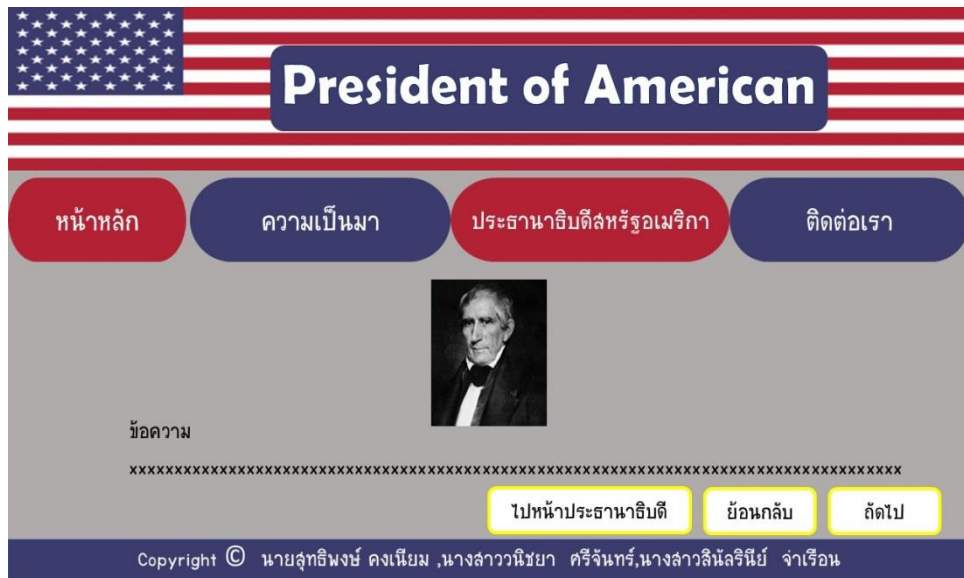 President of American
หน้าหลัก ความเป็นมา ประธานาธิบดีสหรัฐอเมริกา ติดต่อเรา
ข้อความ
xxxxxxxxxxxxxxxxxxxxxxxxxxxxxxxxxxxxxxxxxxxxxxxxxxxxxxxxxxxxxxxxxxxxxxxxxxxxxxxxxxxxxx
ไปหน้าประธานาธิบดี ย้อนกลับ ถัดไป
Copyright © นายสุทธิพงษ์ คงเนียม ,นางสาววนิชยา ศรีจันทร์,นางสาวสินัลรินีย์ จ่าเรือน